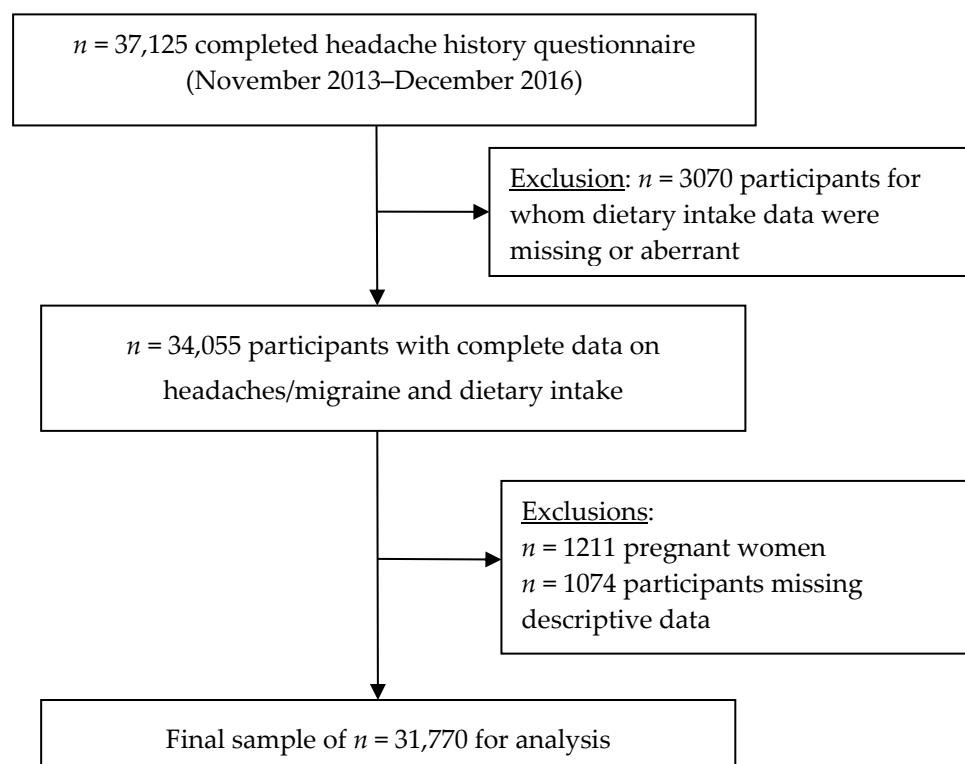 n = 37,125 completed headache history questionnaire
(November 2013–December 2016)
Exclusion: n = 3070 participants for
whom dietary intake data were
missing or aberrant
n = 34,055 participants with complete data on
headaches/migraine and dietary intake
Exclusions:
n = 1211 pregnant women
n = 1074 participants missing
descriptive data
Final sample of n = 31,770 for analysis